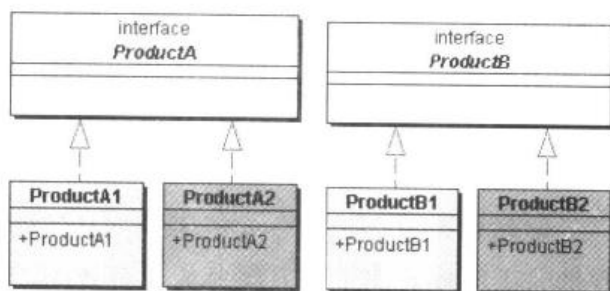 interface
ProductA
interface
ProductB
ProductA1
+ProductA1
ProductA2
+ProductA2
ProductB1
+ProductB1
ProductB2
+ProductB2